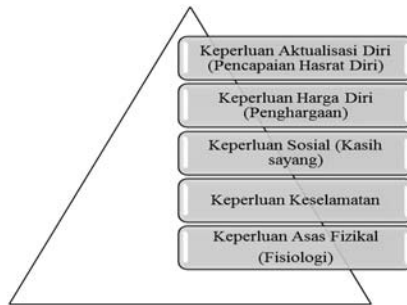 Keperluan Aktualisasi Diri
(Pencapaian Hasrat Diri)
Keperluan Harga Diri
(Penghargaan)
Keperluan Sosial (Kasih
sayang)
Keperluan Keselamatan
Keperluan Asas Fizikal
(Fisiologi)